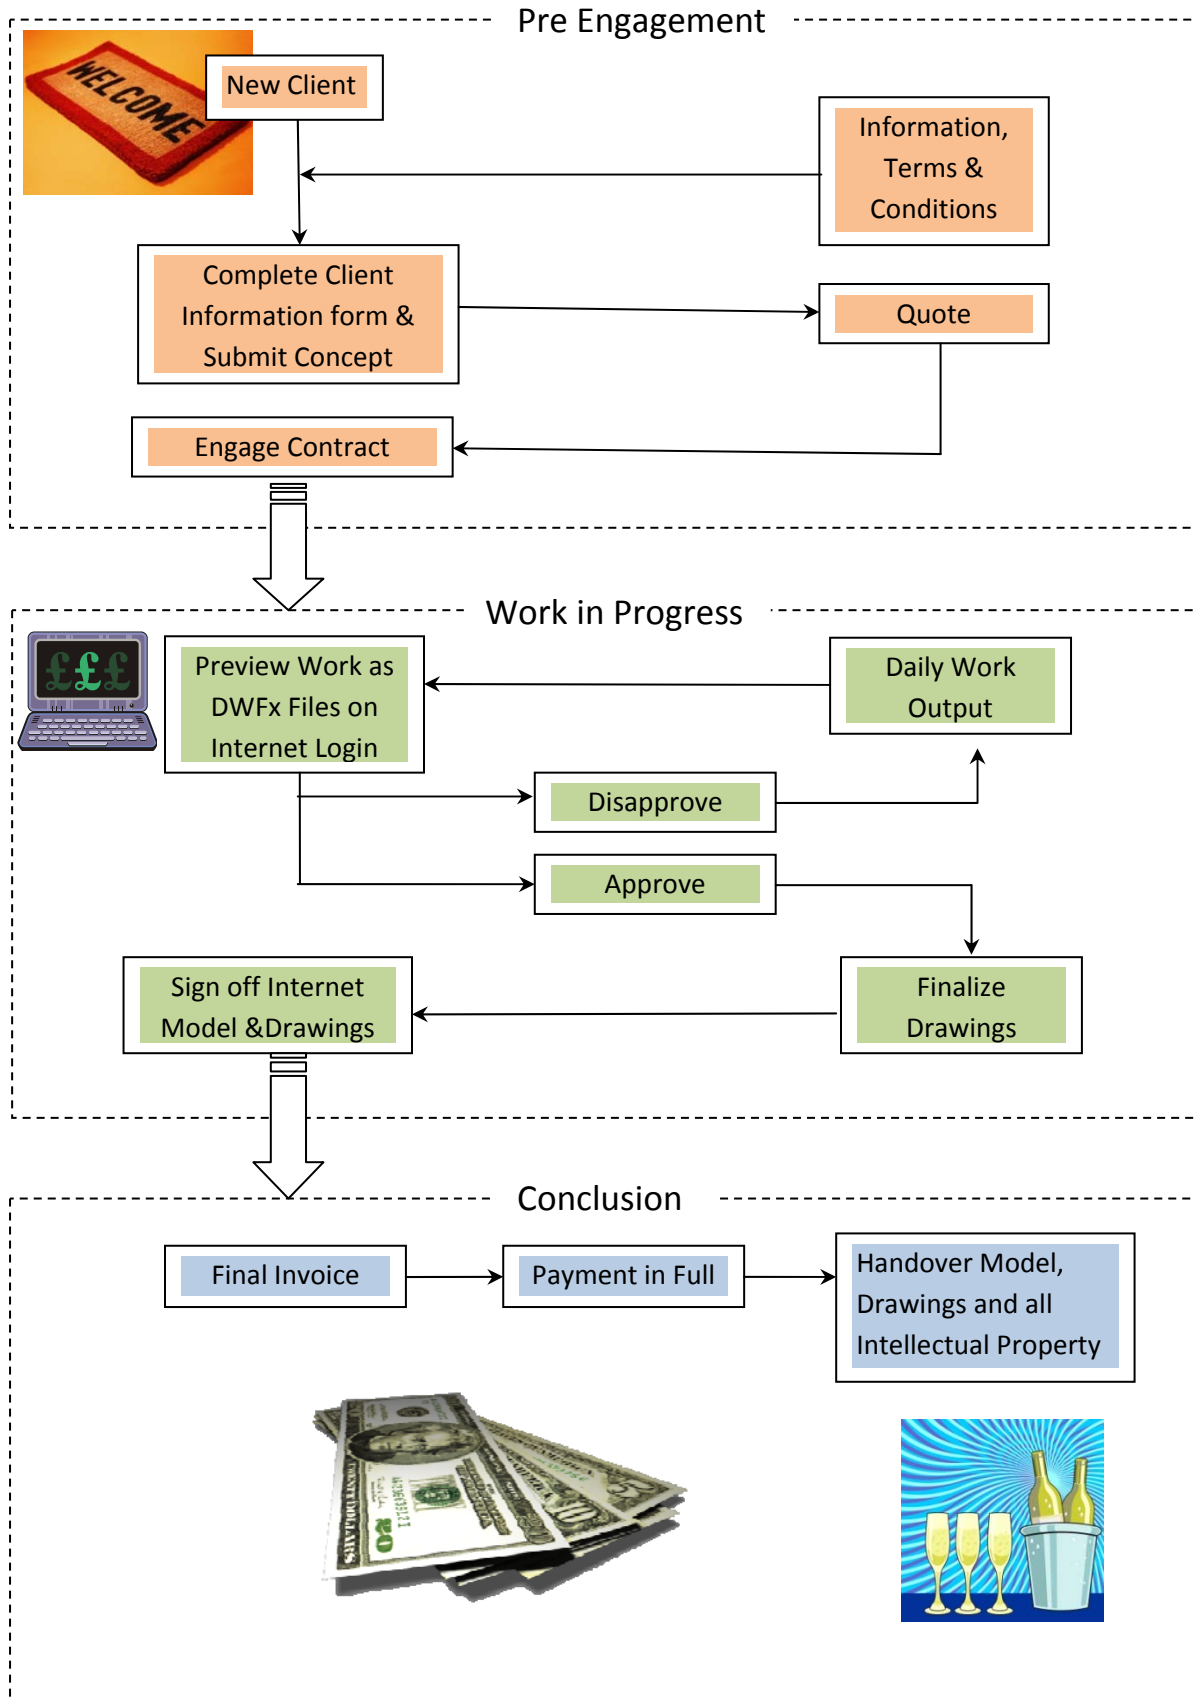 Pre Engagement
WELCOME
New Client
Information,
Terms &
Conditions
Complete Client
Information form &
Submit Concept
Quote
Engage Contract
Work in Progress
£££
Preview Work as
DWFx Files on
Internet Login
Daily Work
Output
Disapprove
Approve
Sign off Internet
Model &Drawings
Finalize
Drawings
Conclusion
Final Invoice
Payment in Full
Handover Model,
Drawings and all
Intellectual Property
20
10